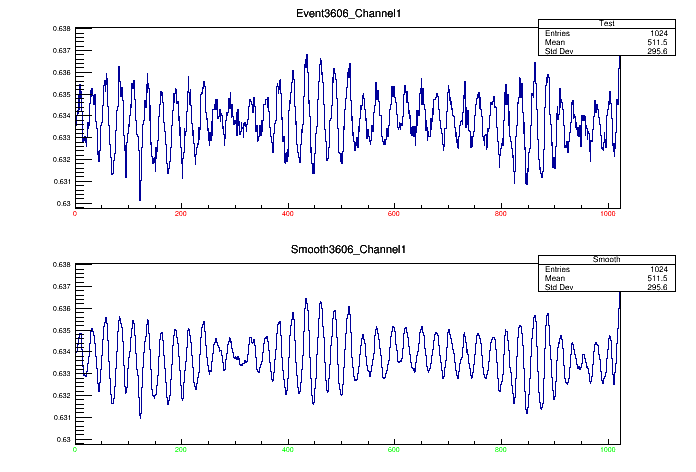 Event3606_Channel1
Test
Entries 1024
Mean 511.5
Std Dev 295.6
0.638
0.637
0.636
0.635
0.634
0.633
0.632
0.631
0.63
0 200 400 600 800 1000
Smooth3606_Channel1
Smooth
Entries 1024
Mean 511.5
Std Dev 295.6
0.638
0.637
0.636
0.635
0.634
0.633
0.632
0.631
0.63
0 200 400 600 800 1000